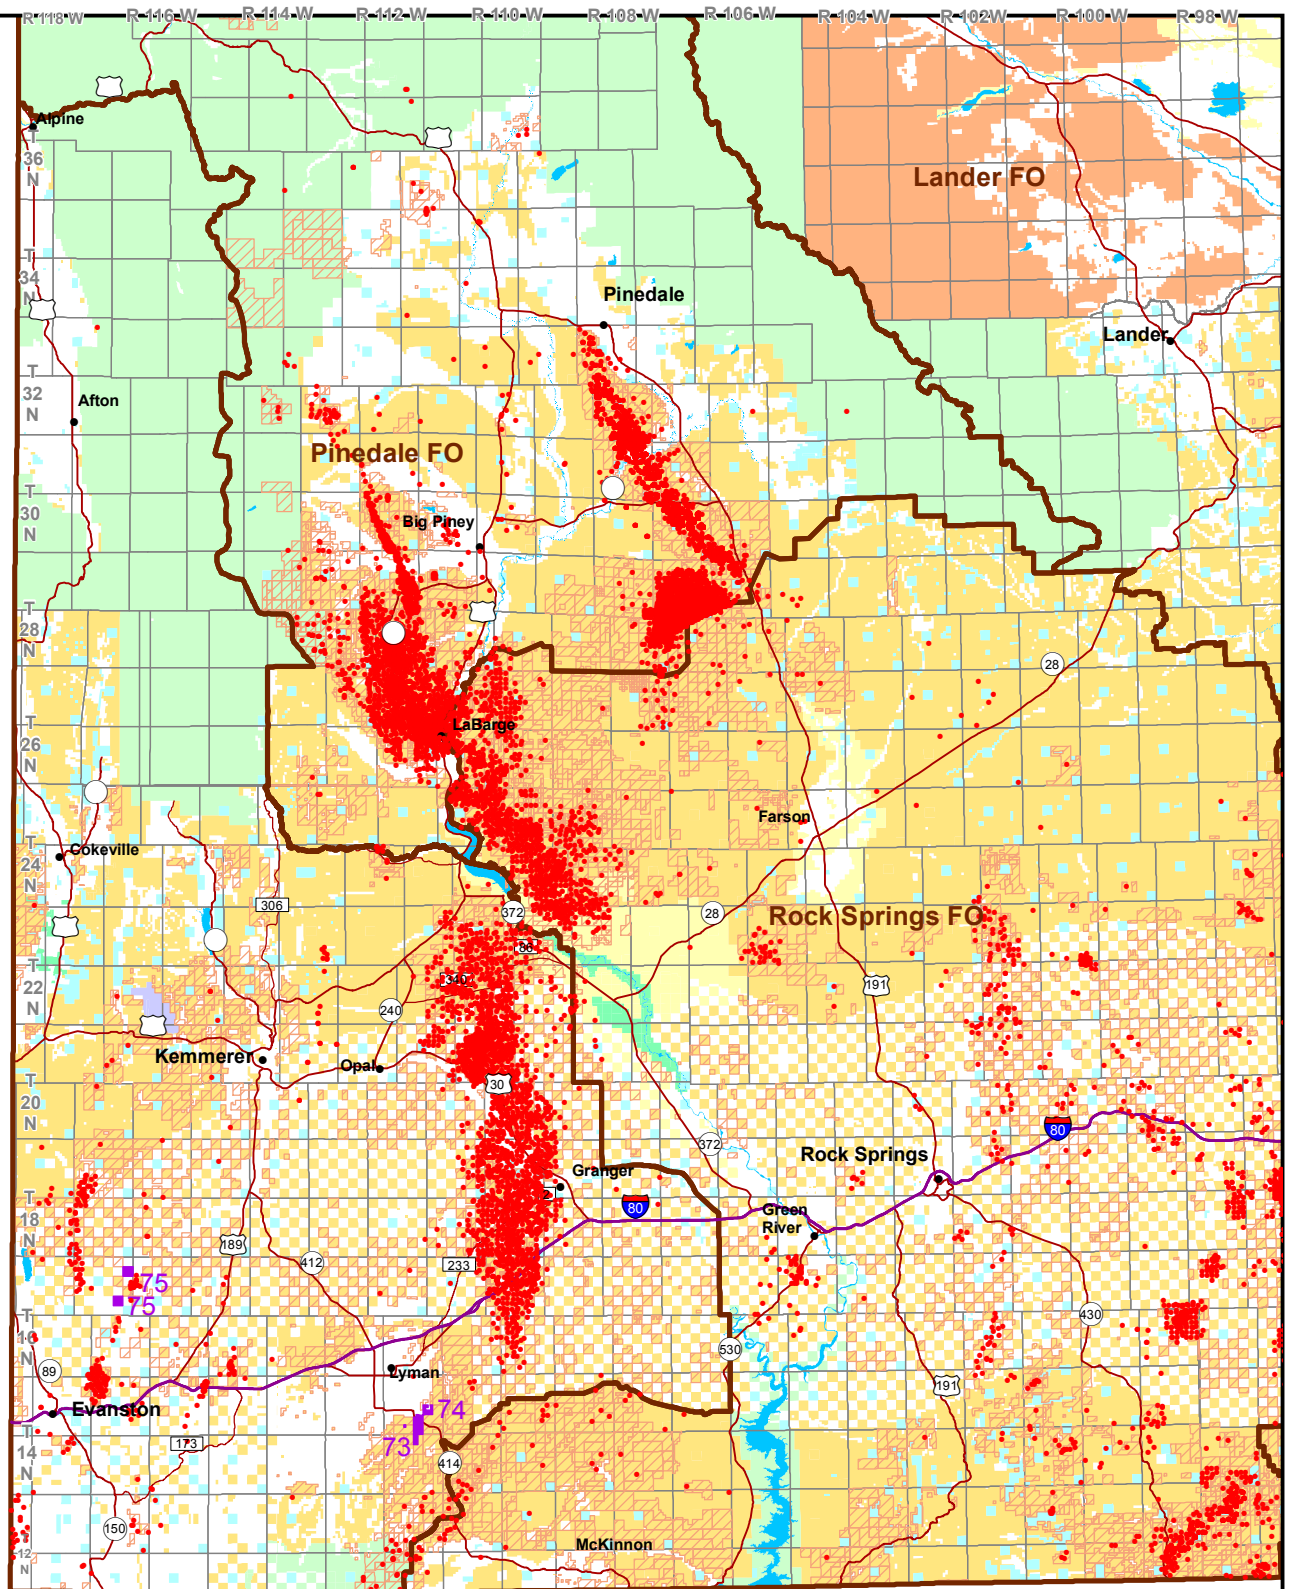 R 118 W R 116 W R 114 W R 112 W R 110 W R 108 W R 106 W R 104 W R 102 W R 100 W R 98 W
Alpine
T
36
N
Lander FO
T
34
N
Pinedale
Lander
T
32
N
Afton
Pinedale FO
T
30
N
Big Piney
T
28
N
28
LaBarge
T
26
N
Farson
T
24
N
Cokeville
306
372
28
Rock Springs FO
86
340
T
22
N
191
240
Kemmerer
Opal
30
T
20
N
80
372
Rock Springs
Granger
2
80
T
18
N
Green
River
189
412
233
75
75
T
16
N
430
530
89
Lyman
191
Evanston
74
73
173
T
14
N
414
150
McKinnon
12
N